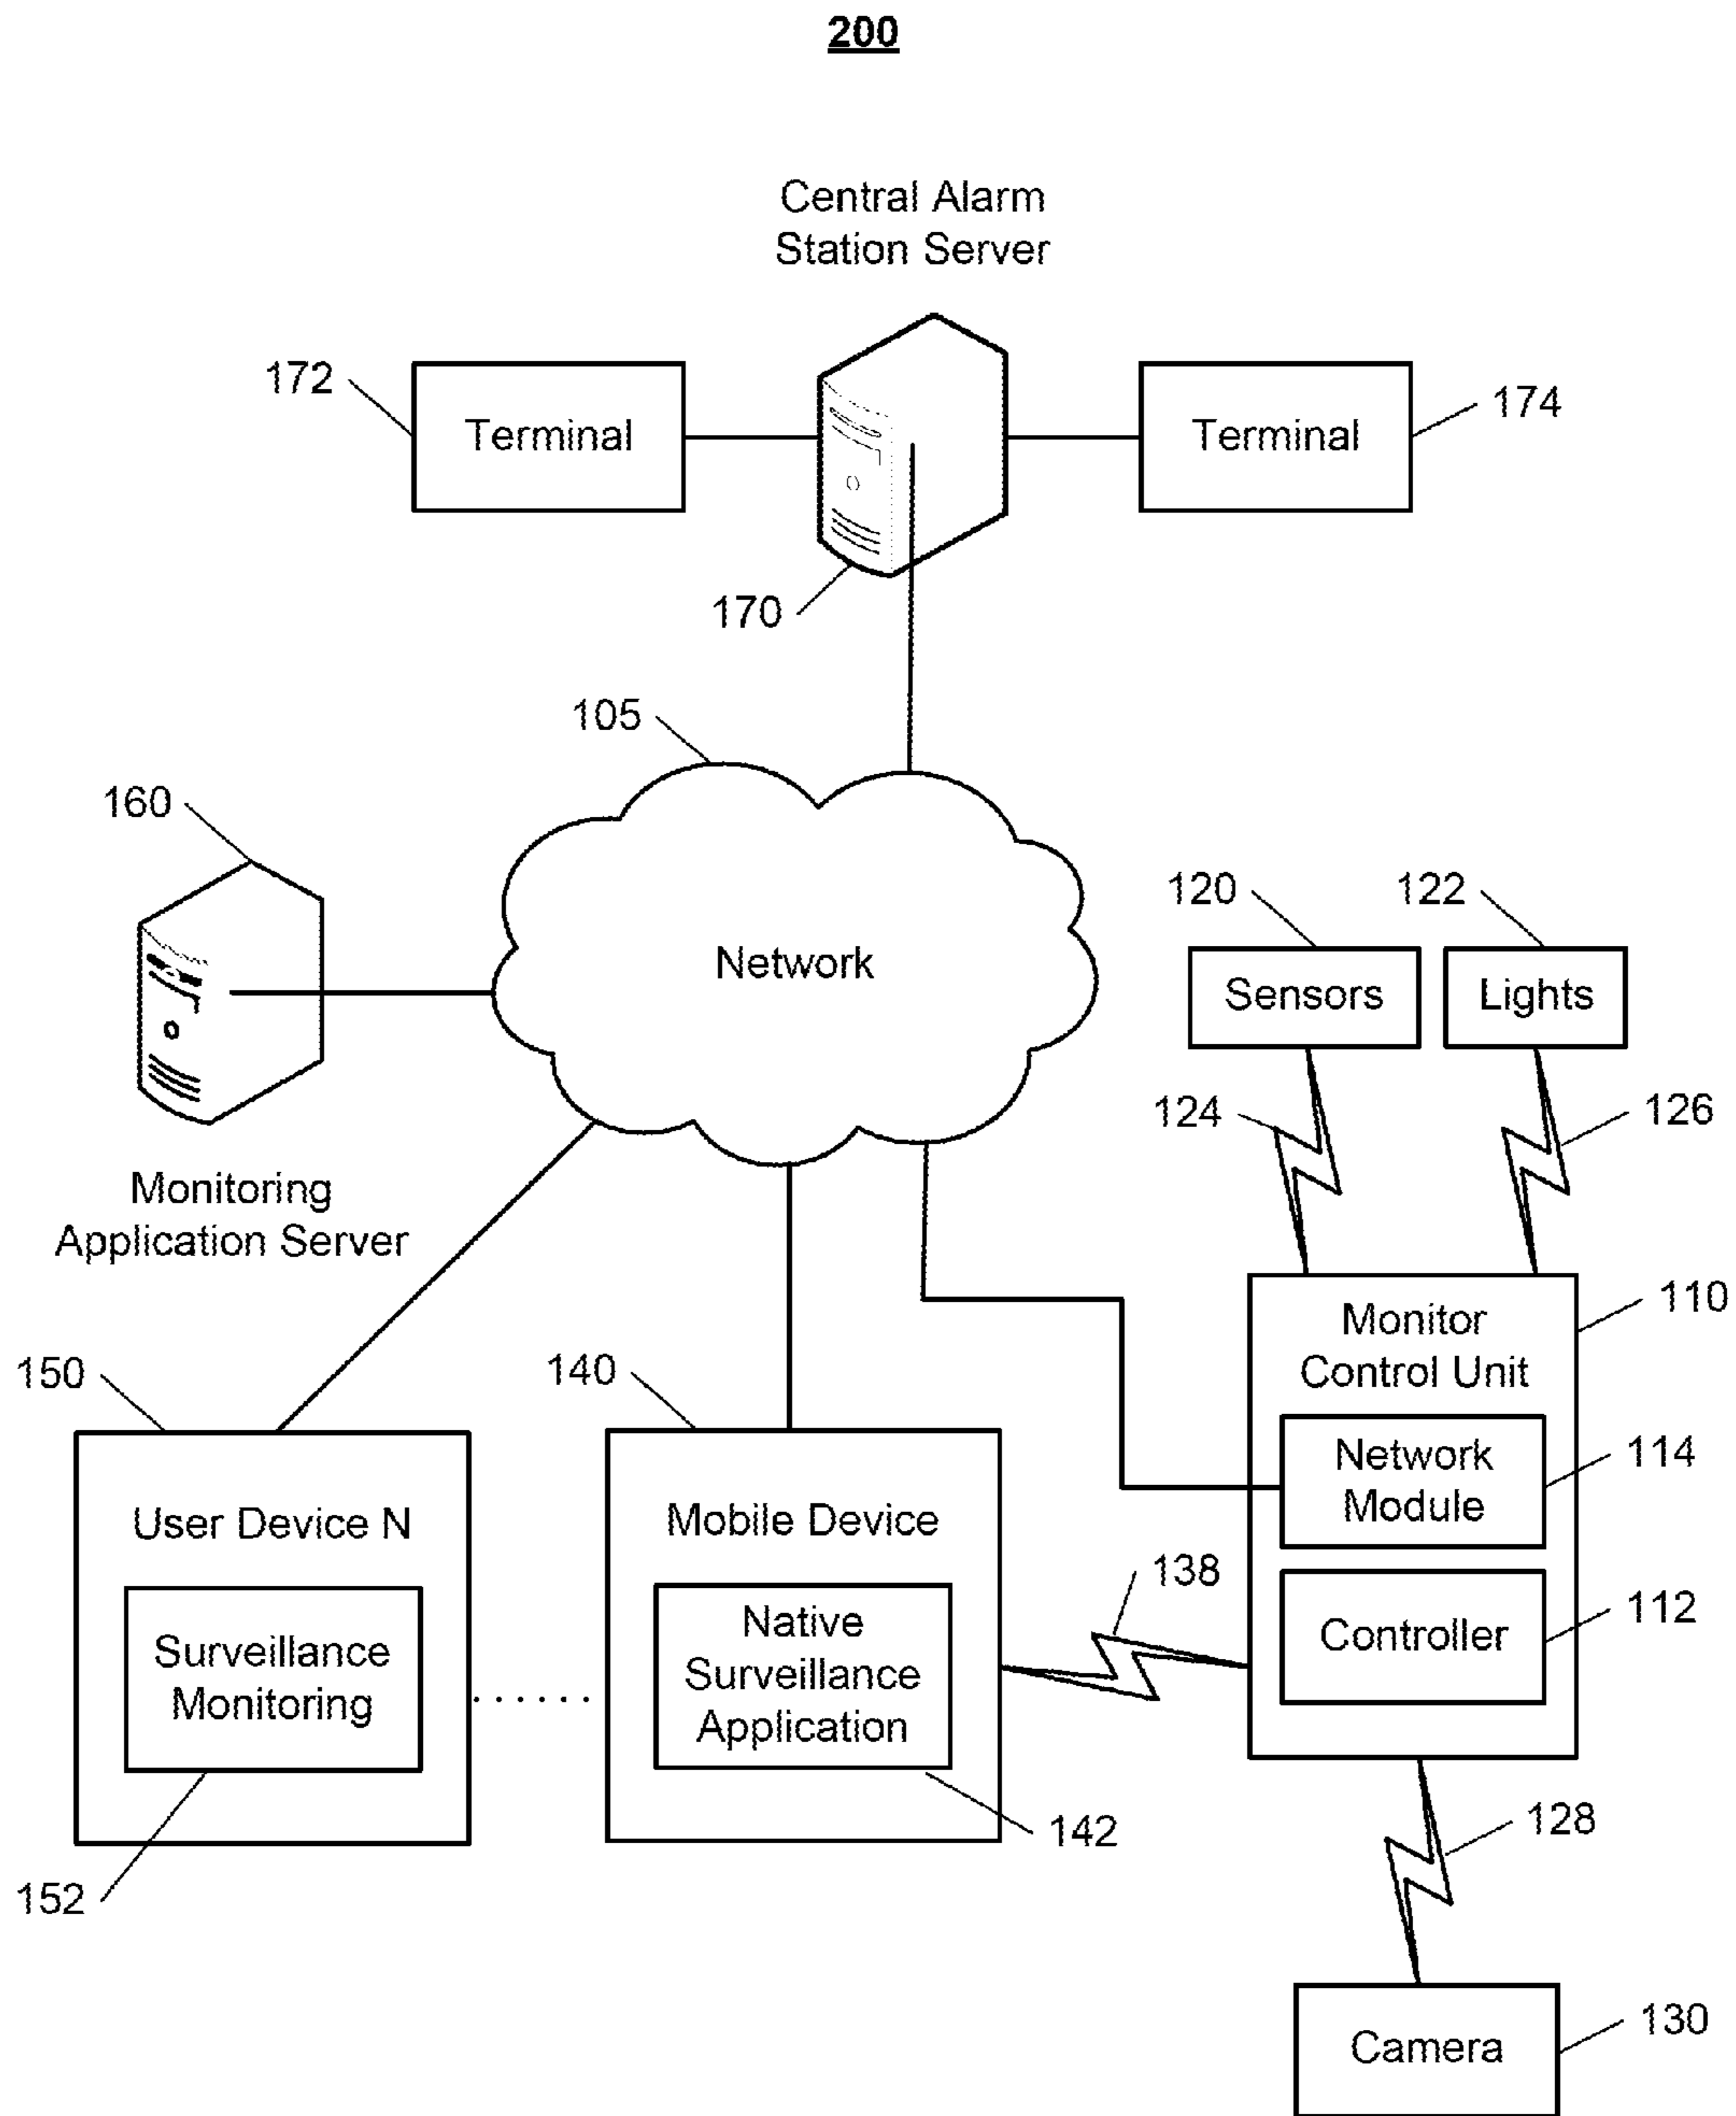 200
Central Alarm
Station Server
172
Terminal
Terminal
174
170
105
160
Network
120
122
Sensors
Lights
124
126
Monitoring
Application Server
110
Monitor
Control Unit
150
140
Network
Module
114
User Device N
Mobile Device
138
Controller
112
Surveillance
Monitoring
......
Native
Surveillance
Application
152
142
128
Camera
130